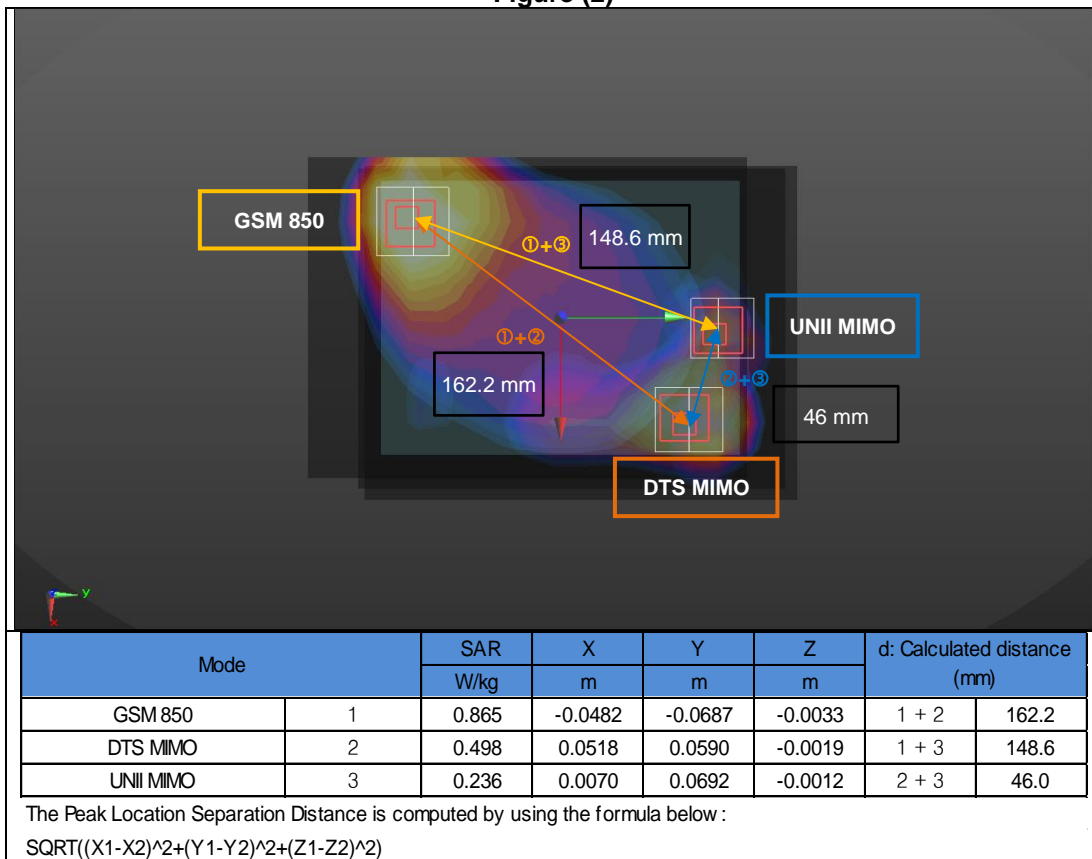 GSM 850
①+③
148.6 mm
UNII MIMO
①+②
162.2 mm
②+③
46 mm
DTS MIMO
Y
X
Mode SAR X Y Z d: Calculated distance (mm)
W/kg m m m
GSM 850 1 0.865 -0.0482 -0.0687 -0.0033 1 + 2 162.2
DTS MIMO 2 0.498 0.0518 0.0590 -0.0019 1 + 3 148.6
UNII MIMO 3 0.236 0.0070 0.0692 -0.0012 2 + 3 46.0
The Peak Location Separation Distance is computed by using the formula below :
SQRT((X1-X2)^2+(Y1-Y2)^2+(Z1-Z2)^2)